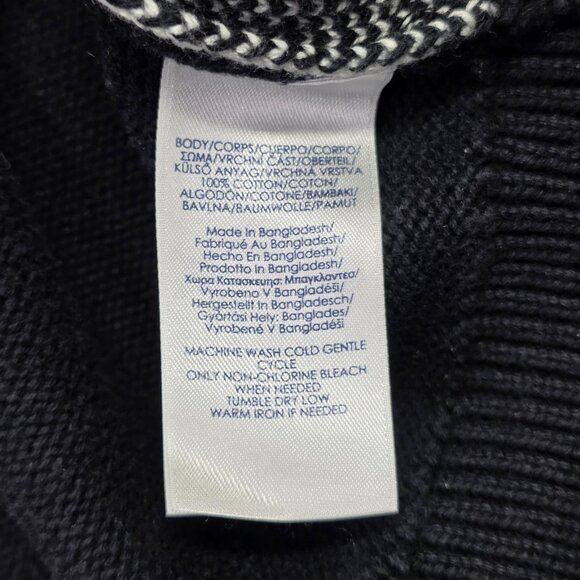 BODY/CORPS/CUERPO/CORPO/
ΣΩΜΑ/VRCHNI ČÁST/OBERTEIL/
KÜLSŐ ANYAG/VRCHNÁ VRSTVA
100% COTTON/COTON/
ALGODÓN/COTONE/ΒΑΜΒΑΚΙ/
BAVLNA/BAUMWOLLE/PAMUT
Made In Bangladesh/
Fabriqué Au Bangladesh/
Hecho En Bangladesh/
Prodotto In Bangladesh/
Χωρα Κατασκευησ: Μπαγκλαντεσ/
Vyrobeno V Bangladéši/
Hergestellt In Bangladesch/
Gyártási Hely: Banglades/
Vyrobené V Bangladéši
MACHINE WASH COLD GENTLE
CYCLE
ONLY NON-CHLORINE BLEACH
WHEN NEEDED
TUMBLE DRY LOW
WARM IRON IF NEEDED